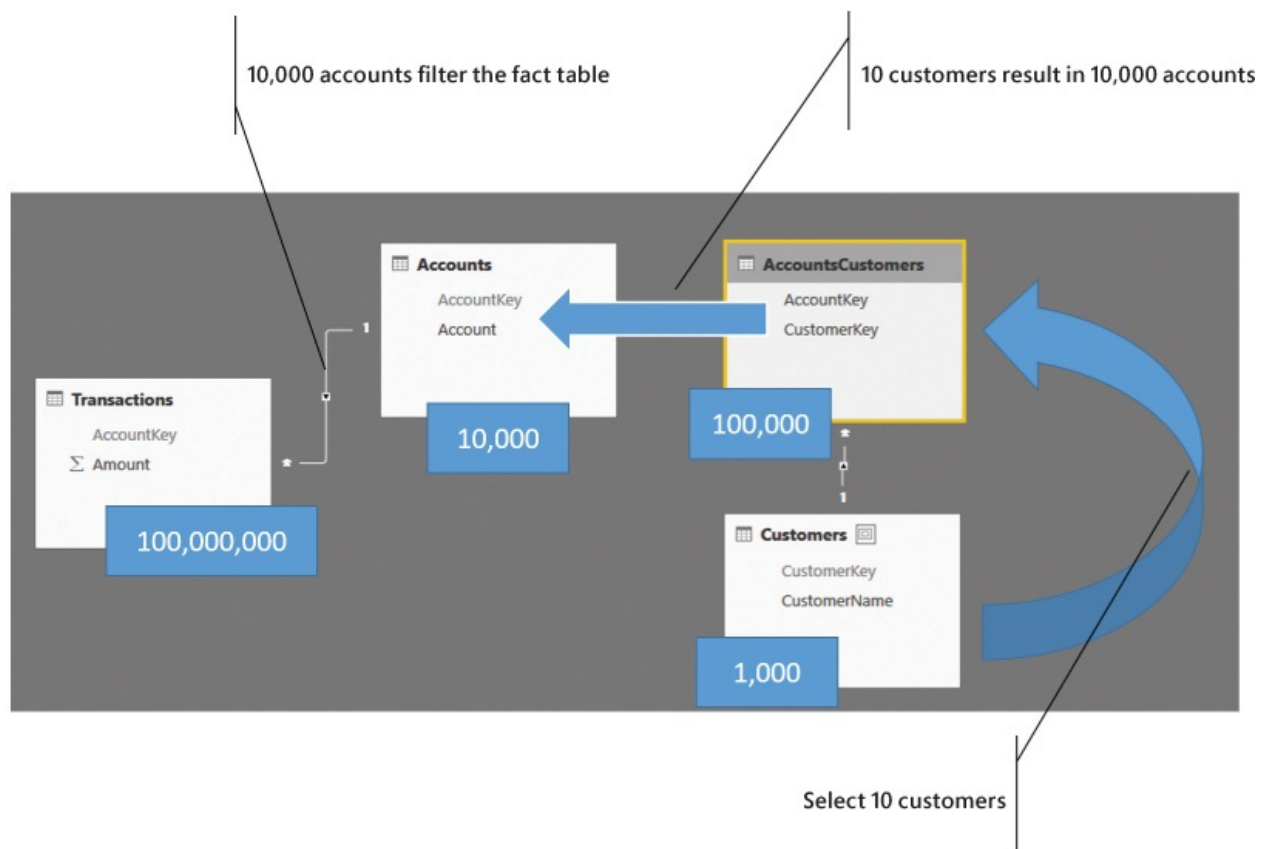 10,000 accounts filter the fact table
10 customers result in 10,000 accounts
Accounts
AccountKey
Account
10,000
1
AccountsCustomers
AccountKey
CustomerKey
100,000
*
1
Transactions
AccountKey
Σ Amount
*
100,000,000
Customers
CustomerKey
CustomerName
1,000
Select 10 customers